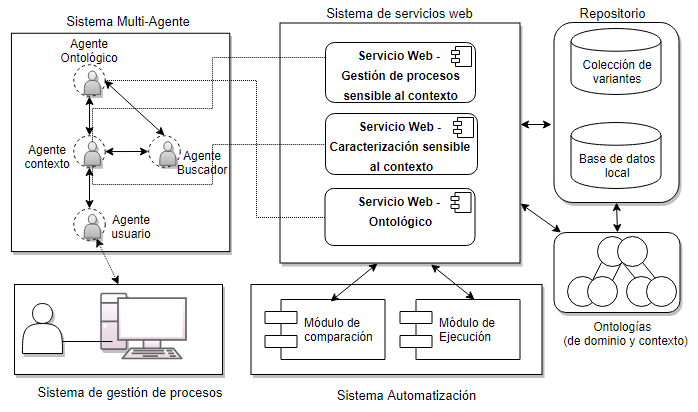 Sistema Multi-Agente
Agente
Ontológico
Agente
contexto
Agente
Buscador
Agente
usuario
Sistema de servicios web
Servicio Web -
Gestión de procesos
sensible al contexto
Servicio Web -
Caracterización sensible
al contexto
Servicio Web -
Ontológico
Repositorio
Colección de
variantes
Base de datos
local
Ontologías
(de dominio y contexto)
Módulo de
comparación
Módulo de
Ejecución
Sistema de gestión de procesos
Sistema Automatización